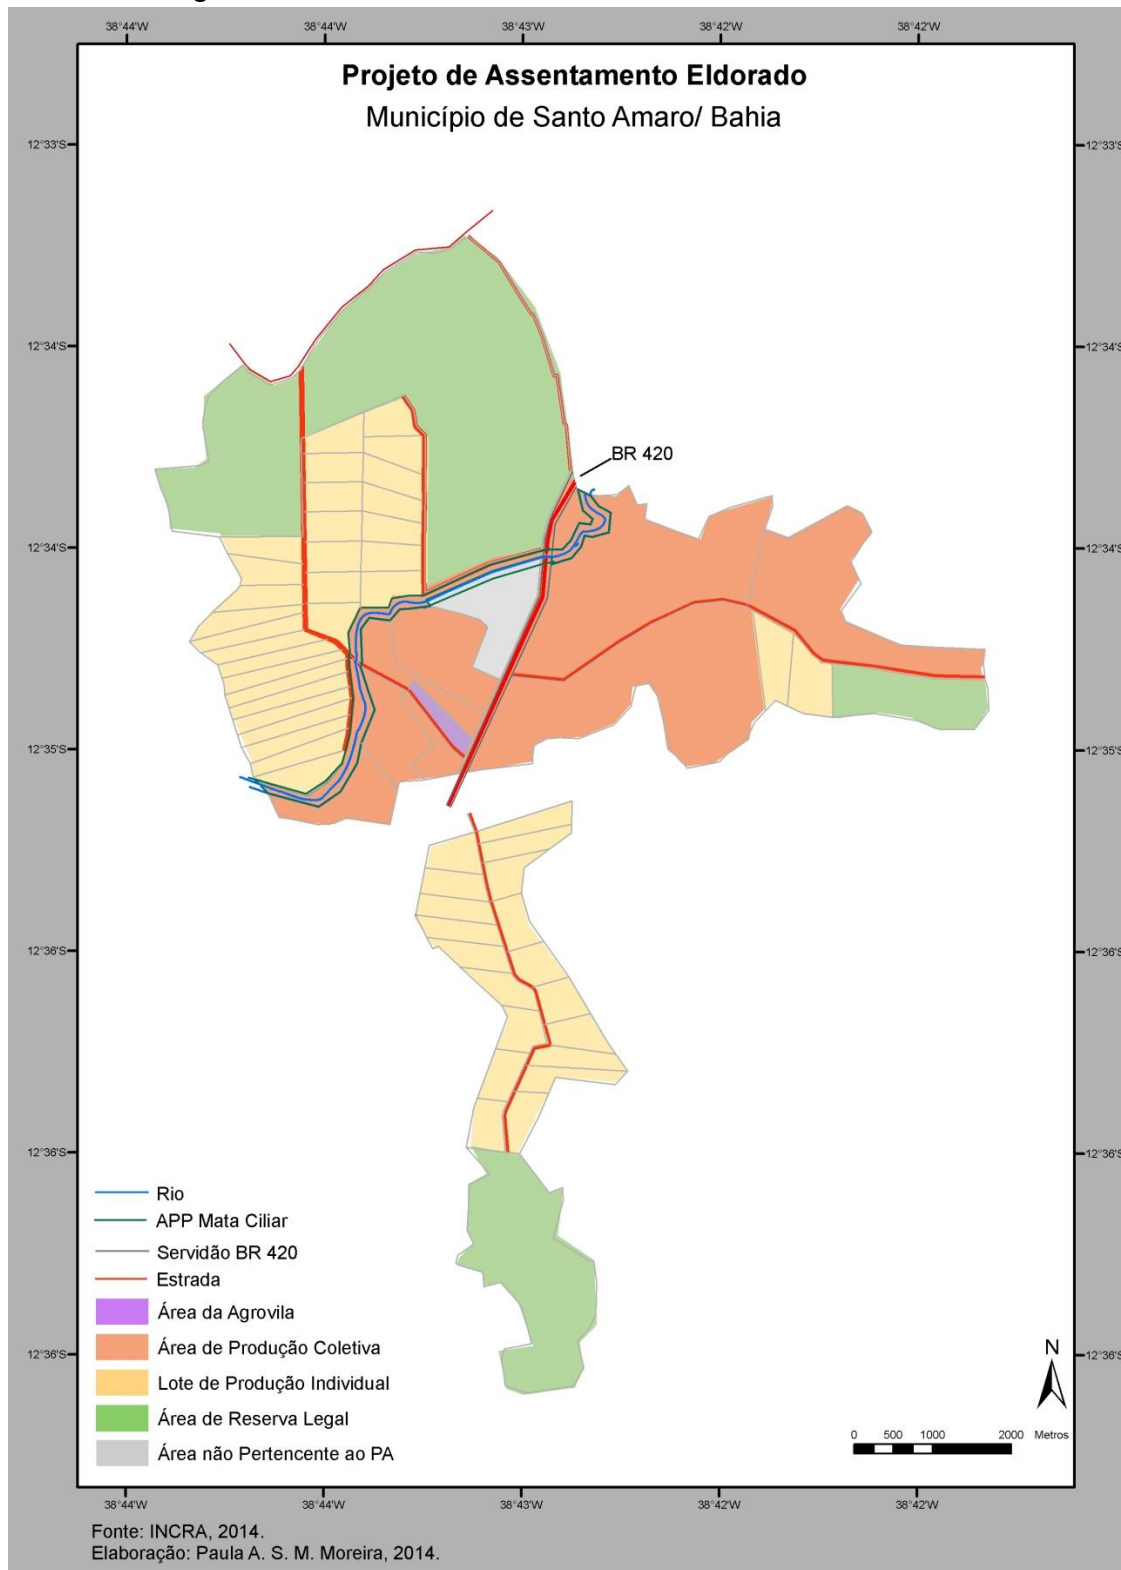 38°44'W 38°44'W 38°43'W 38°42'W 38°42'W
Projeto de Assentamento Eldorado
Município de Santo Amaro/ Bahia
12°33'S 12°33'S
12°34'S 12°34'S
BR 420
12°34'S 12°34'S
12°35'S 12°35'S
12°36'S 12°36'S
12°36'S 12°36'S
Rio
APP Mata Ciliar
Servidão BR 420
Estrada
Área da Agrovila
Área de Produção Coletiva
12°36'S 12°36'S
N
Lote de Produção Individual
Área de Reserva Legal
Área não Pertencente ao PA
0 500 1000 2000 Metros
38°44'W 38°44'W 38°43'W 38°42'W 38°42'W
Fonte: INCRA, 2014.
Elaboração: Paula A. S. M. Moreira, 2014.